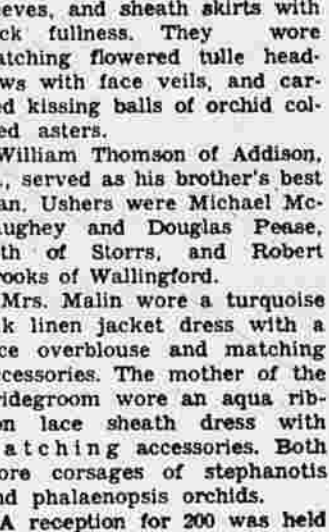 eeves, and sheath skirts with
ck fullness. They wore
atching flowered tulle head-
ws with face veils, and car-
ed kissing balls of orchid col-
ed asters.
William Thomson of Addison,
., served as his brother's best
an. Ushers were Michael Mc-
aughey and Douglas Pease,
th of Storrs, and Robert
rooks of Wallingford.
Mrs. Malin wore a turquoise
k linen jacket dress with a
ce overblouse and matching
ccessories. The mother of the
ridegroom wore an aqua rib-
on lace sheath dress with
atching accessories. Both
ore corsages of stephanotis
nd phalaenopsis orchids.
A reception for 200 was held